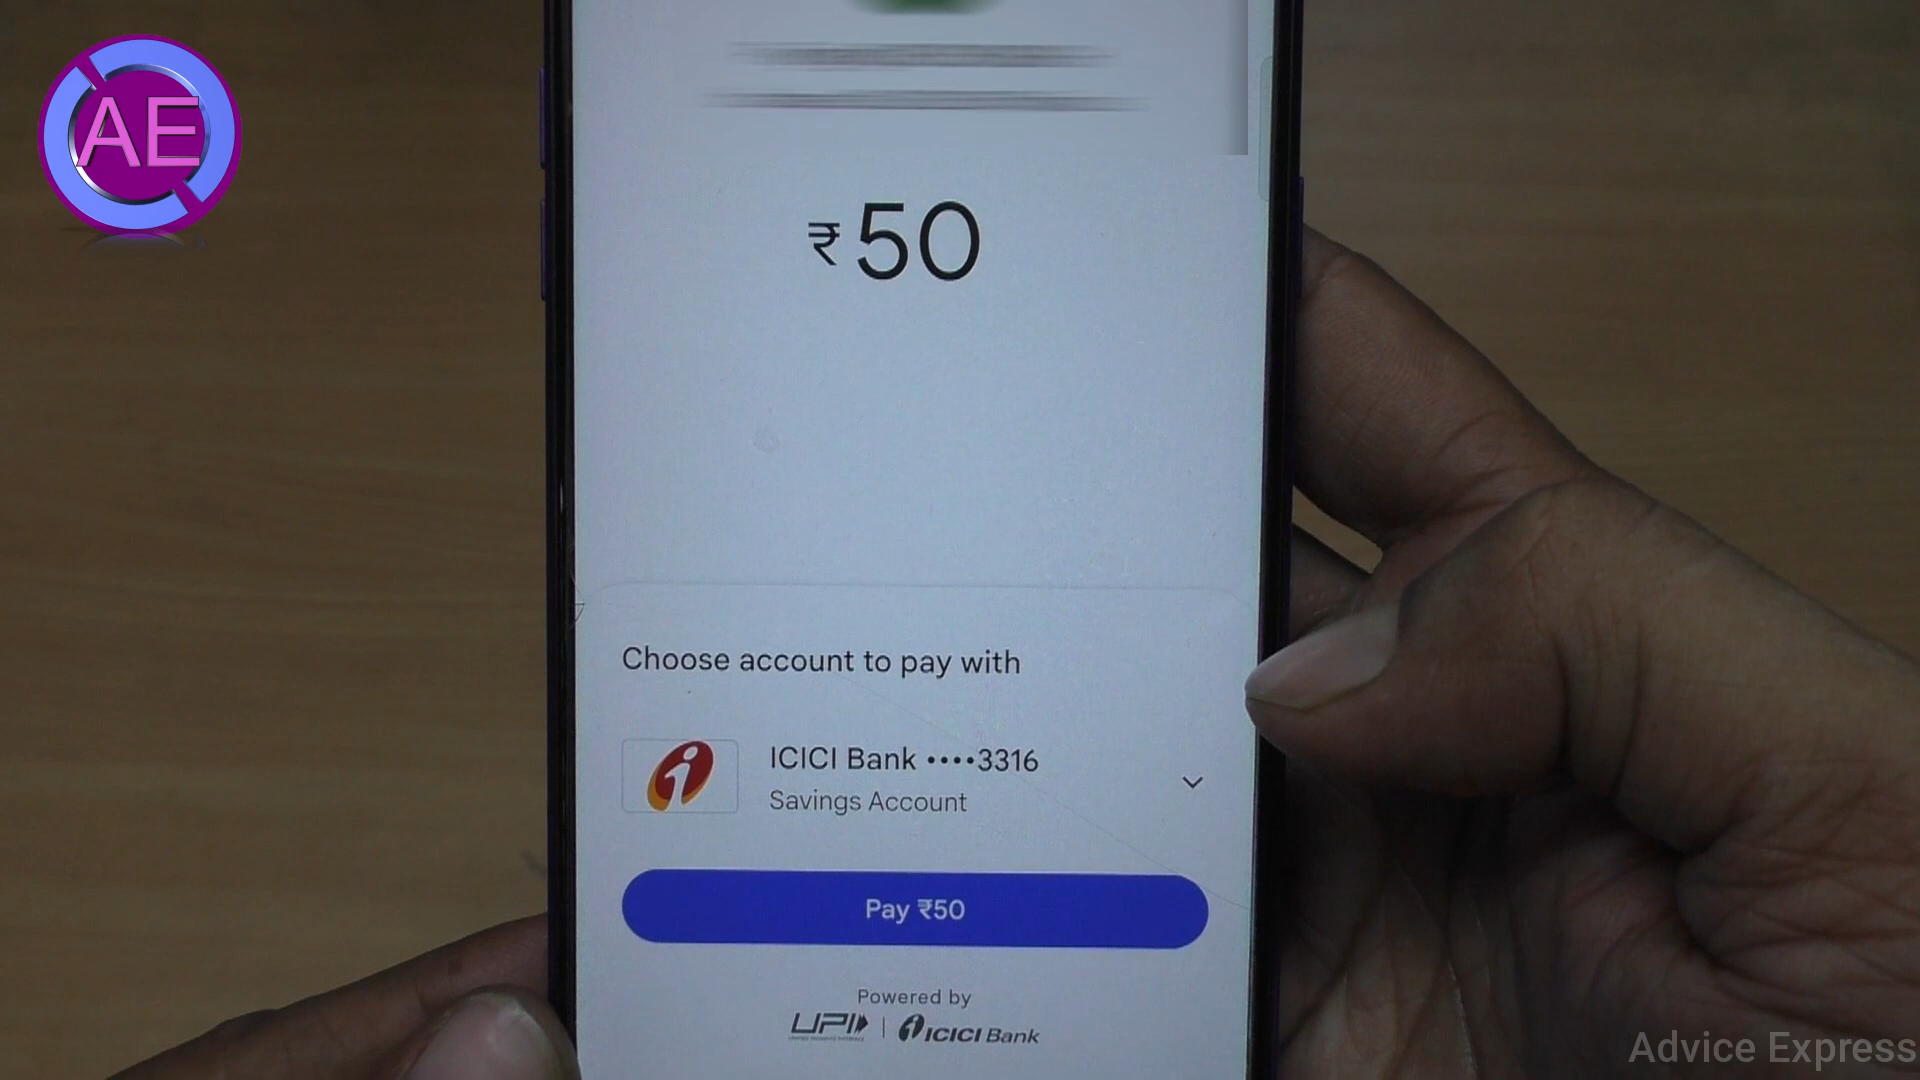 AE
₹50
Choose account to pay with
ICICI Bank ••••3316
Savings Account
Pay ₹50
Powered by
UPI | ICICI Bank
Advice Express